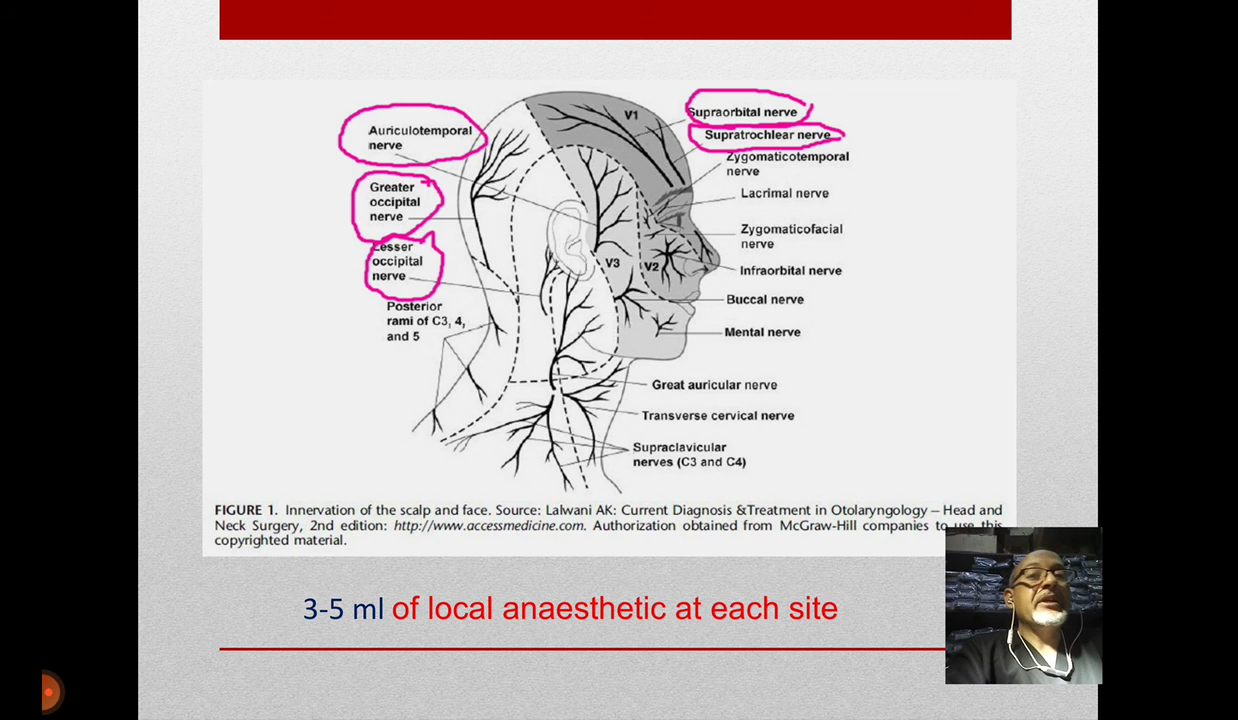 Auriculotemporal
nerve
Greater
occipital
nerve
Lesser
occipital
nerve
Posterior
rami of C3, 4,
and 5
V1
V3
V2
Supraorbital nerve
Supratrochlear nerve
Zygomaticotemporal
nerve
Lacrimal nerve
Zygomaticofacial
nerve
Infraorbital nerve
Buccal nerve
Mental nerve
Great auricular nerve
Transverse cervical nerve
Supraclavicular
nerves (C3 and C4)
FIGURE 1. Innervation of the scalp and face. Source: Lalwani AK: Current Diagnosis &Treatment in Otolaryngology – Head and
Neck Surgery, 2nd edition: http://www.accessmedicine.com. Authorization obtained from McGraw-Hill companies to use this
copyrighted material.
3-5 ml of local anaesthetic at each site